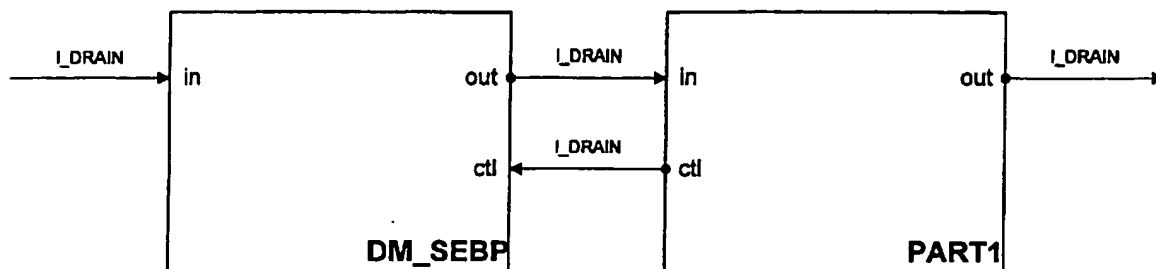 I_DRAIN
in
out
I_DRAIN
in
out
I_DRAIN
ctl
I_DRAIN
ctl
DM_SEBP
PART1